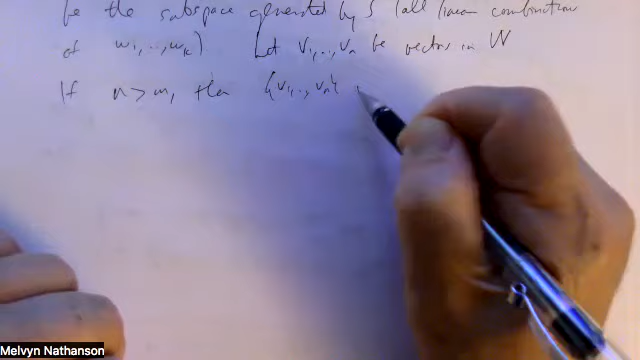 be the subspace generated by S (all linear combination
of w₁,..,wₖ) Let v₁,..,vₙ be vectors in W
If n>m, then {v₁,..,vₙ}
Melvyn Nathanson